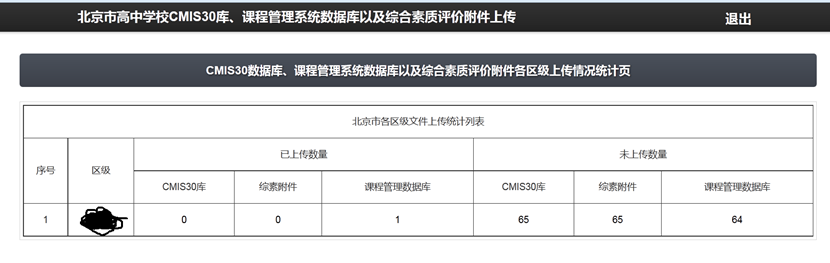 北京市高中学校CMIS30库、课程管理系统数据库以及综合素质评价附件上传 退出
CMIS30数据库、课程管理系统数据库以及综合素质评价附件各区级上传情况统计页
北京市各区级文件上传统计列表
序号 区级 已上传数量 未上传数量
CMIS30库 综素附件 课程管理数据库 CMIS30库 综素附件 课程管理数据库
1 0 0 1 65 65 64